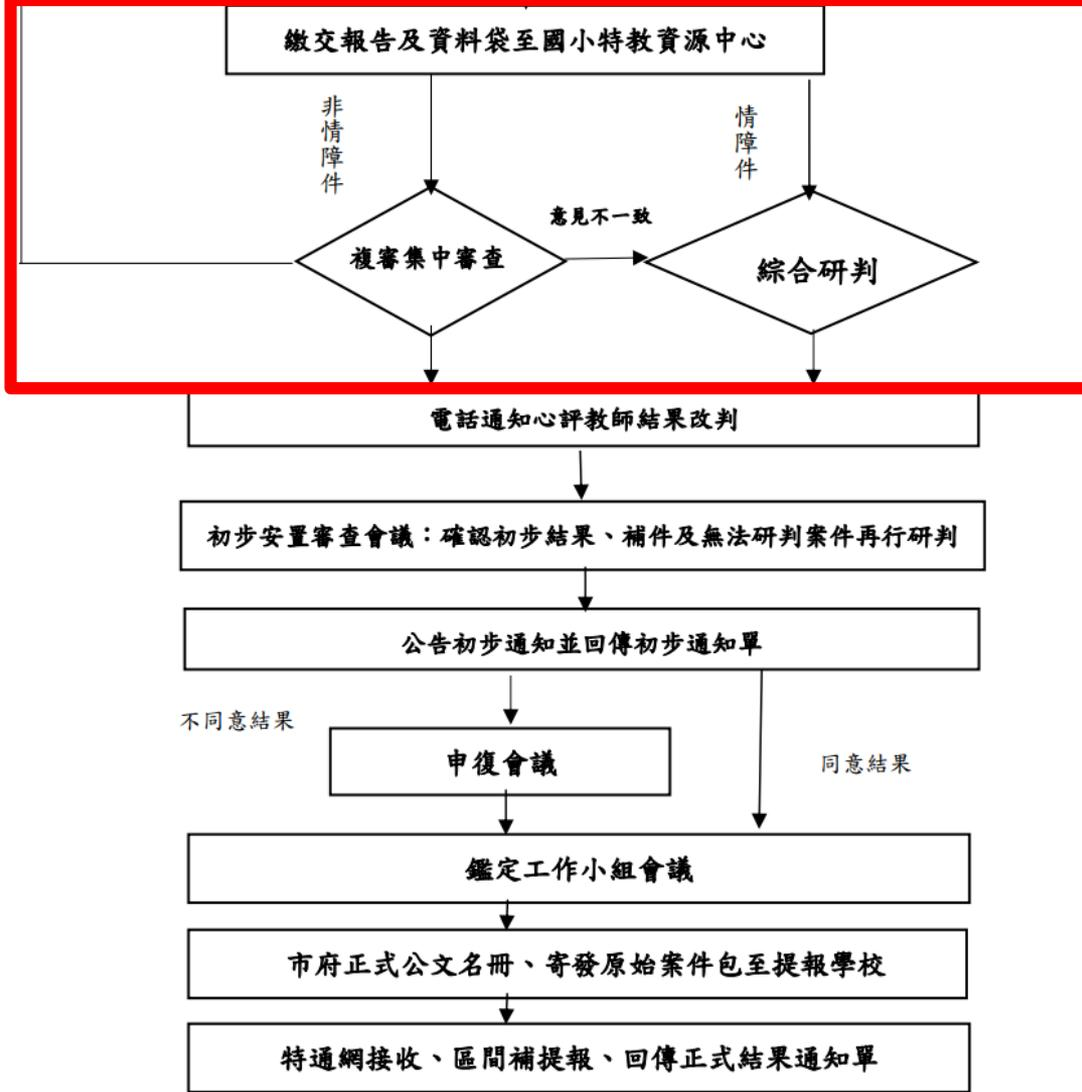 繳交報告及資料袋至國小特教資源中心
非情障件
情障件
意見不一致
複審集中審查
綜合研判
電話通知心評教師結果改判
初步安置審查會議：確認初步結果、補件及無法研判案件再行研判
公告初步通知並回傳初步通知單
不同意結果
申復會議
同意結果
鑑定工作小組會議
市府正式公文名冊、寄發原始案件包至提報學校
特通網接收、區間補提報、回傳正式結果通知單